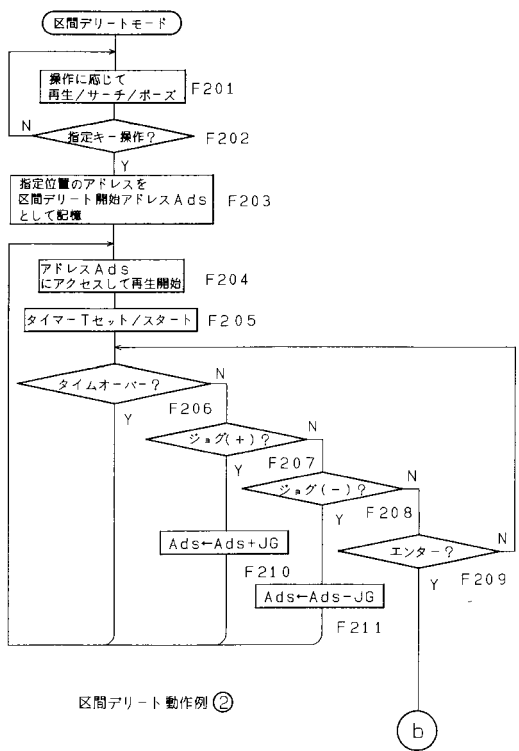 区間デリートモード
操作に応じて
再生/サーチ/ポーズ
F201
N
指定キー操作?
F202
Y
指定位置のアドレスを
区間デリート開始アドレスAds
として記憶
F203
アドレスAds
にアクセスして再生開始
F204
タイマーTセット/スタート
F205
タイムオーバー?
N
F206
Y
ジョグ(+)?
N
F207
Y
ジョグ(−)?
N
F208
Y
エンター?
N
F209
Y
Ads←Ads+JG
F210
Ads←Ads−JG
F211
区間デリート動作例②
b